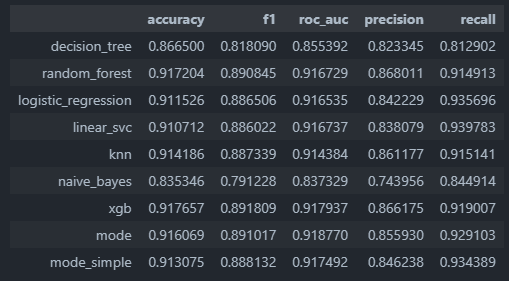 accuracy f1 roc_auc precision recall
decision_tree 0.866500 0.818090 0.855392 0.823345 0.812902
random_forest 0.917204 0.890845 0.916729 0.868011 0.914913
logistic_regression 0.911526 0.886506 0.916535 0.842229 0.935696
linear_svc 0.910712 0.886022 0.916737 0.838079 0.939783
knn 0.914186 0.887339 0.914384 0.861177 0.915141
naive_bayes 0.835346 0.791228 0.837329 0.743956 0.844914
xgb 0.917657 0.891809 0.917937 0.866175 0.919007
mode 0.916069 0.891017 0.918770 0.855930 0.929103
mode_simple 0.913075 0.888132 0.917492 0.846238 0.934389